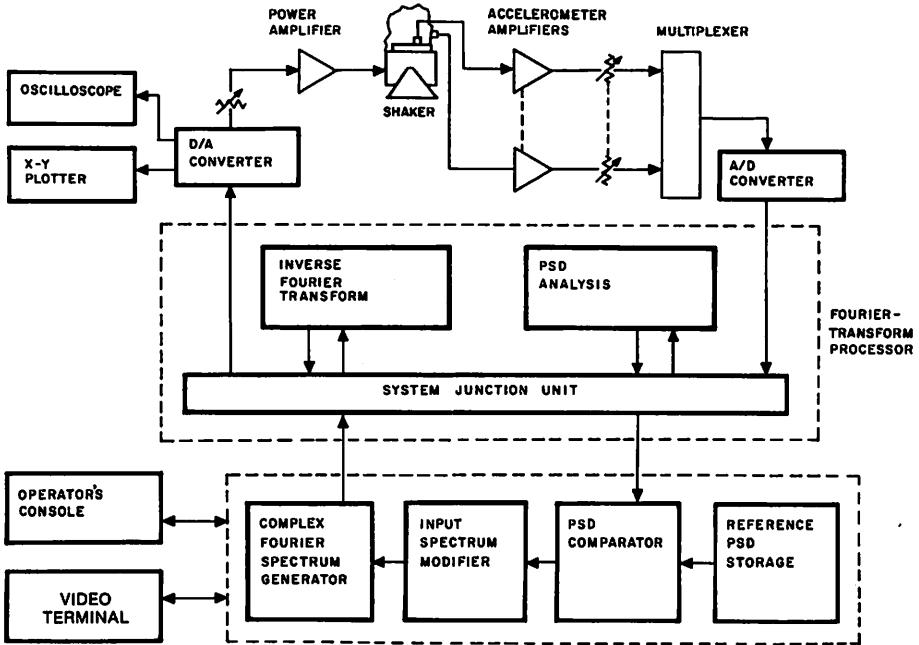 POWER
AMPLIFIER
ACCELEROMETER
AMPLIFIERS
MULTIPLEXER
OSCILLOSCOPE
SHAKER
D/A
CONVERTER
X-Y
PLOTTER
A/D
CONVERTER
INVERSE
FOURIER
TRANSFORM
PSD
ANALYSIS
FOURIER-
TRANSFORM
PROCESSOR
SYSTEM JUNCTION UNIT
OPERATOR'S
CONSOLE
COMPLEX
FOURIER
SPECTRUM
GENERATOR
INPUT
SPECTRUM
MODIFIER
PSD
COMPARATOR
REFERENCE
PSD
STORAGE
VIDEO
TERMINAL